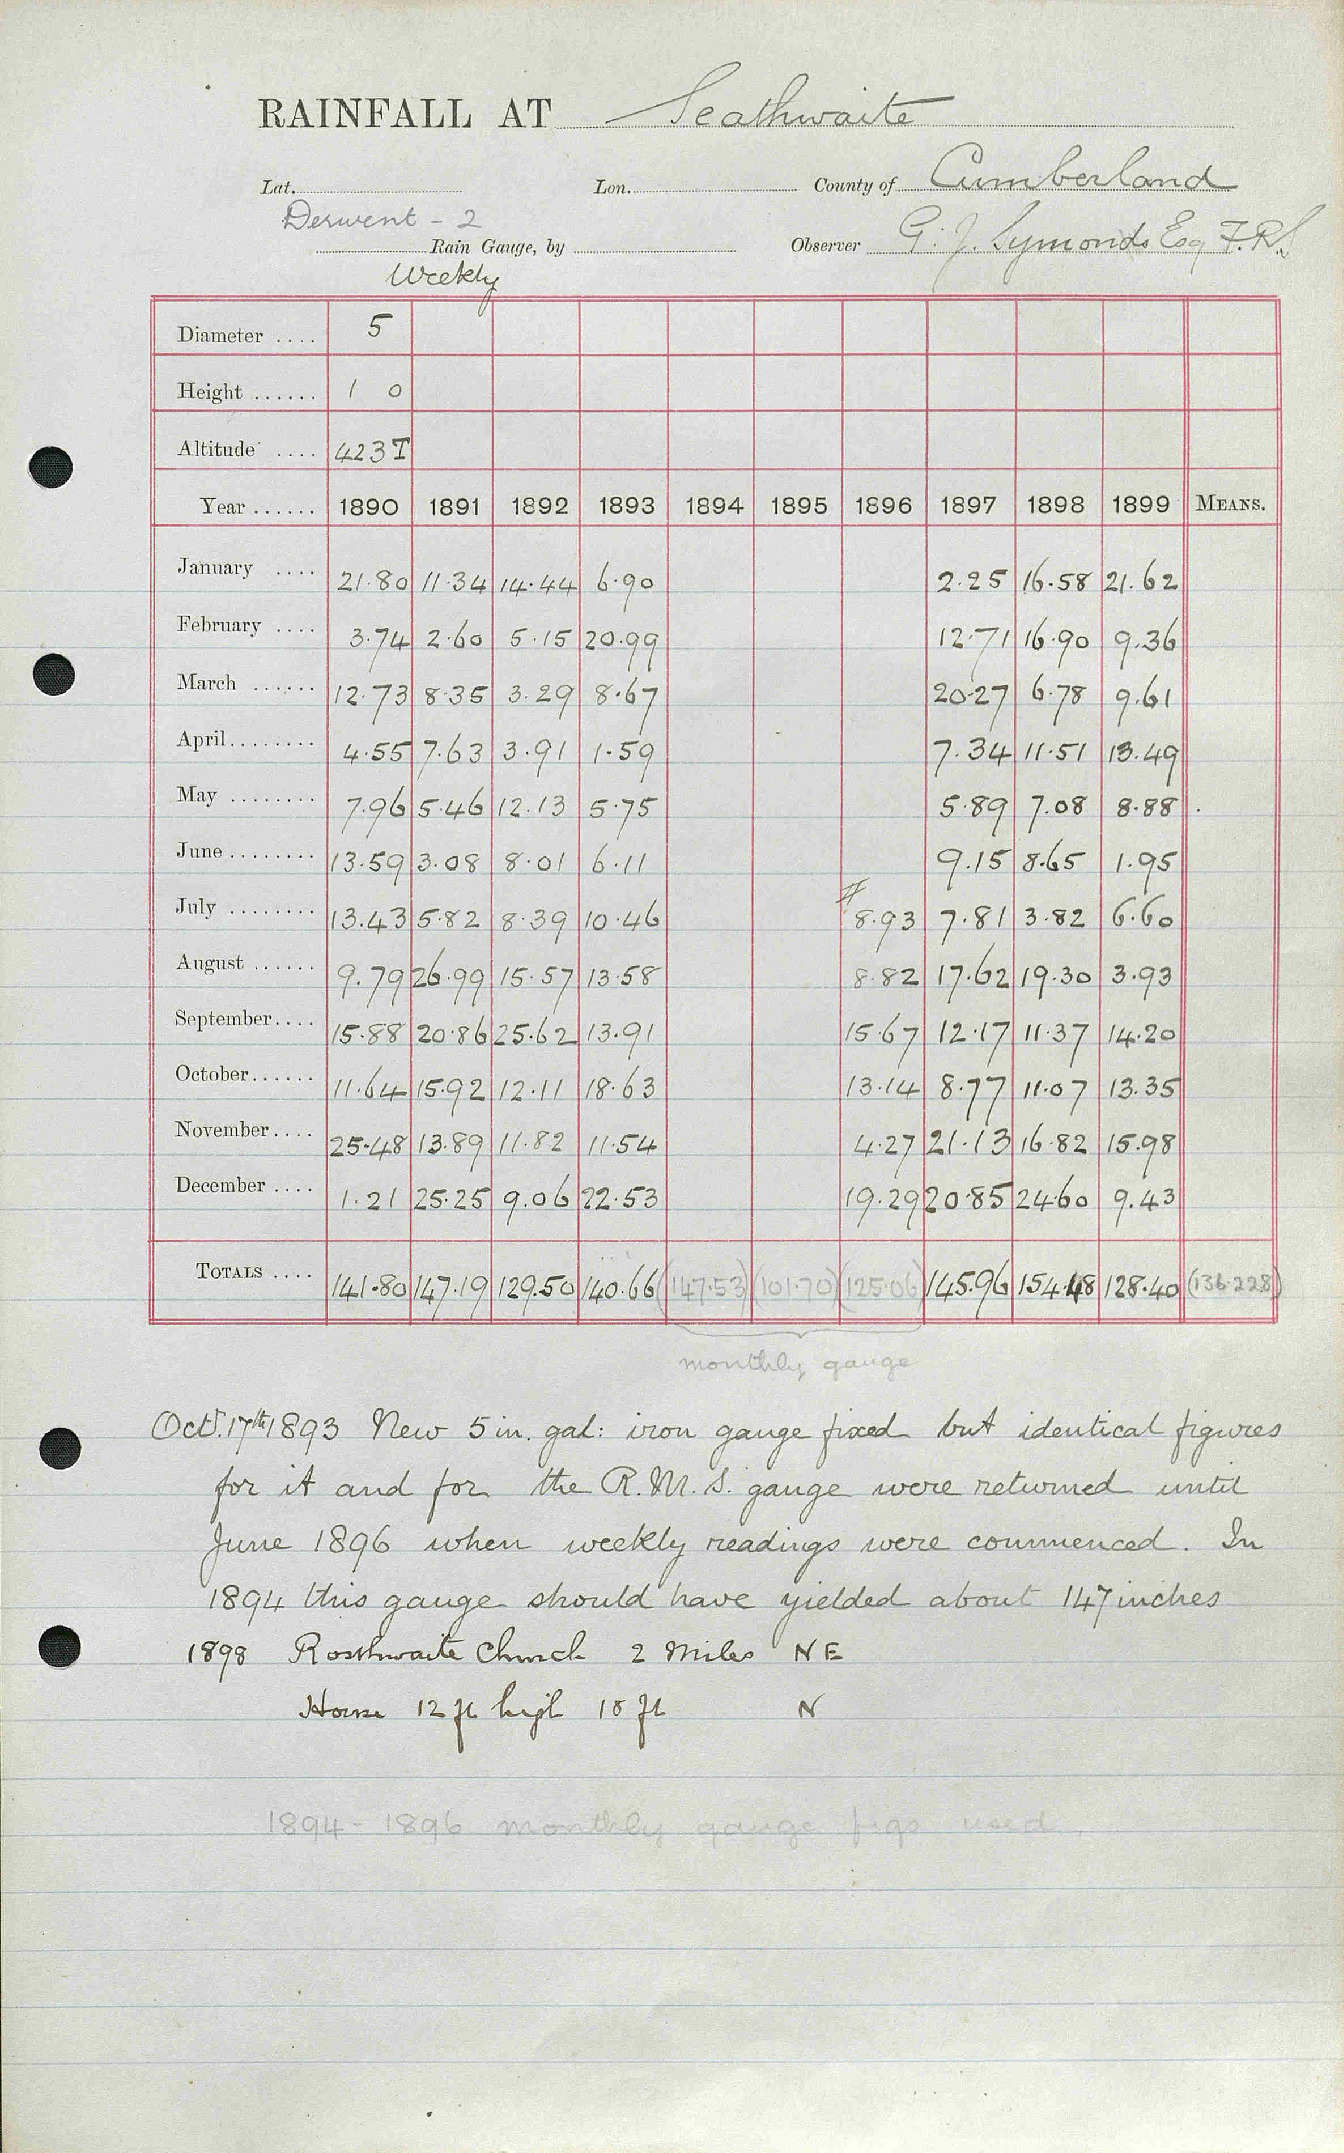 RAINFALL AT Seathwaite
Lat. Lon. County of Cumberland
Derwent - 2
Rain Gauge, by Observer G. J. Symonds Esq F.R.S.
Weekly
Diameter .... 5
Height ...... 1 0
Altitude .... 423 T
Year ...... 1890 1891 1892 1893 1894 1895 1896 1897 1898 1899 MEANS.
January .... 21.80 11.34 14.44 6.90 2.25 16.58 21.62
February .... 3.74 2.60 5.15 20.99 12.71 16.90 9.36
March ...... 12.73 8.35 3.29 8.67 20.27 6.78 9.61
April ........ 4.55 7.63 3.91 1.59 7.34 11.51 13.49
May ........ 7.96 5.46 12.13 5.75 5.89 7.08 8.88
June ........ 13.59 3.08 8.01 6.11 9.15 8.65 1.95
July ........ 13.43 5.82 8.39 10.46 # 8.93 7.81 3.82 6.60
August ...... 9.79 26.99 15.57 13.58 8.82 17.62 19.30 3.93
September .... 15.88 20.86 25.62 13.91 15.67 12.17 11.37 14.20
October ...... 11.64 15.92 12.11 18.63 13.14 8.77 11.07 13.35
November .... 25.48 13.89 11.82 11.54 4.27 21.13 16.82 15.98
December .... 1.21 25.25 9.06 22.53 19.29 20.85 24.60 9.43
TOTALS .... 141.80 147.19 129.50 140.66 (147.53) (101.70) (125.06) 145.96 154.48 128.40 (136.228)
monthly gauge
Octr. 17th 1893 New 5 in. gal: iron gauge fixed but identical figures
for it and for the R.M.S. gauge were returned until
June 1896 when weekly readings were commenced. In
1894 this gauge should have yielded about 147 inches
1898 Rosthwaite Church 2 Miles NE
House 12 ft high 18 ft N
1894 - 1896 monthly gauge figs used.